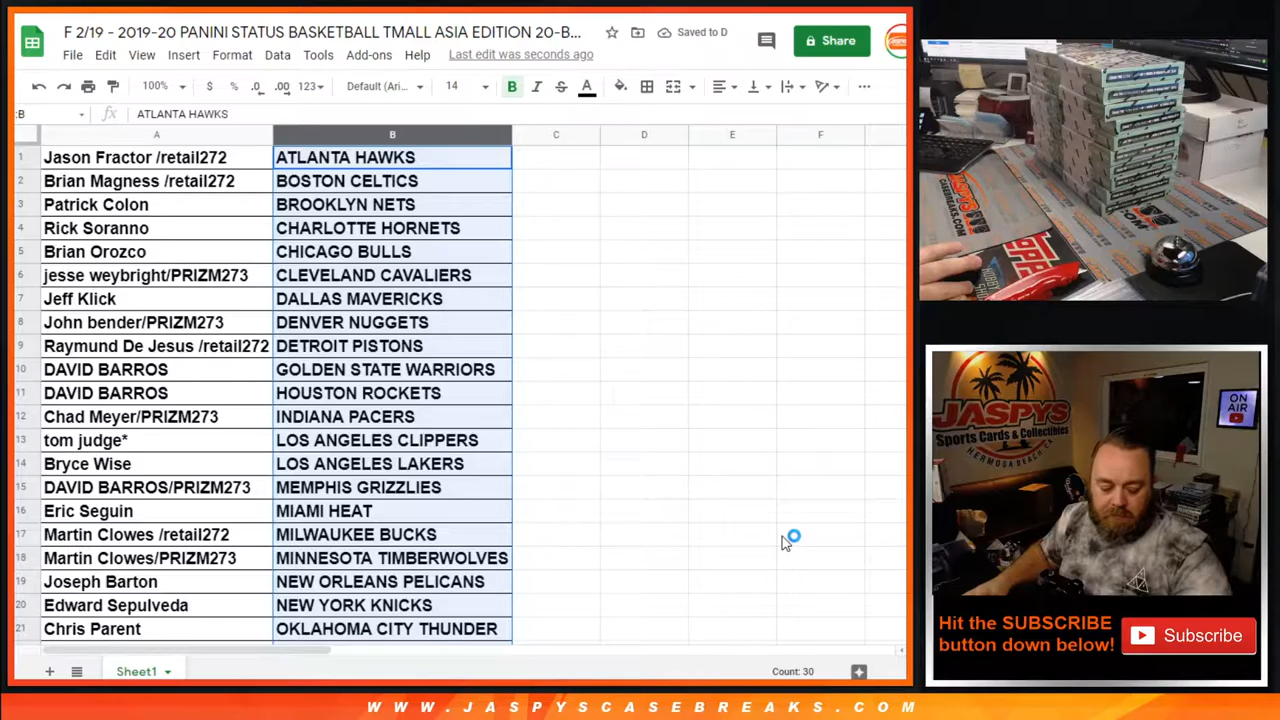 F 2/19 - 2019-20 PANINI STATUS BASKETBALL TMALL ASIA EDITION 20-B...
Saved to D
Share
File Edit View Insert Format Data Tools Add-ons Help Last edit was seconds ago
100% $ % .0 .00 123 Default (Ari... 14 B I S A
:B fx ATLANTA HAWKS
A B C D E F
1 Jason Fractor /retail272 ATLANTA HAWKS
2 Brian Magness /retail272 BOSTON CELTICS
3 Patrick Colon BROOKLYN NETS
4 Rick Soranno CHARLOTTE HORNETS
5 Brian Orozco CHICAGO BULLS
6 jesse weybright/PRIZM273 CLEVELAND CAVALIERS
7 Jeff Klick DALLAS MAVERICKS
8 John bender/PRIZM273 DENVER NUGGETS
9 Raymund De Jesus /retail272 DETROIT PISTONS
10 DAVID BARROS GOLDEN STATE WARRIORS
11 DAVID BARROS HOUSTON ROCKETS
12 Chad Meyer/PRIZM273 INDIANA PACERS
13 tom judge* LOS ANGELES CLIPPERS
14 Bryce Wise LOS ANGELES LAKERS
15 DAVID BARROS/PRIZM273 MEMPHIS GRIZZLIES
16 Eric Seguin MIAMI HEAT
17 Martin Clowes /retail272 MILWAUKEE BUCKS
18 Martin Clowes/PRIZM273 MINNESOTA TIMBERWOLVES
19 Joseph Barton NEW ORLEANS PELICANS
20 Edward Sepulveda NEW YORK KNICKS
21 Chris Parent OKLAHOMA CITY THUNDER
Sheet1
Count: 30
JASPYS
CASEBREAKS.COM
TOPPS
HOBBY
JASPYS
Sports Cards & Collectibles
HERMOSA BEACH, CA
ON
AIR
Hit the SUBSCRIBE
button down below!
Subscribe
WWW.JASPYSCASEBREAKS.COM